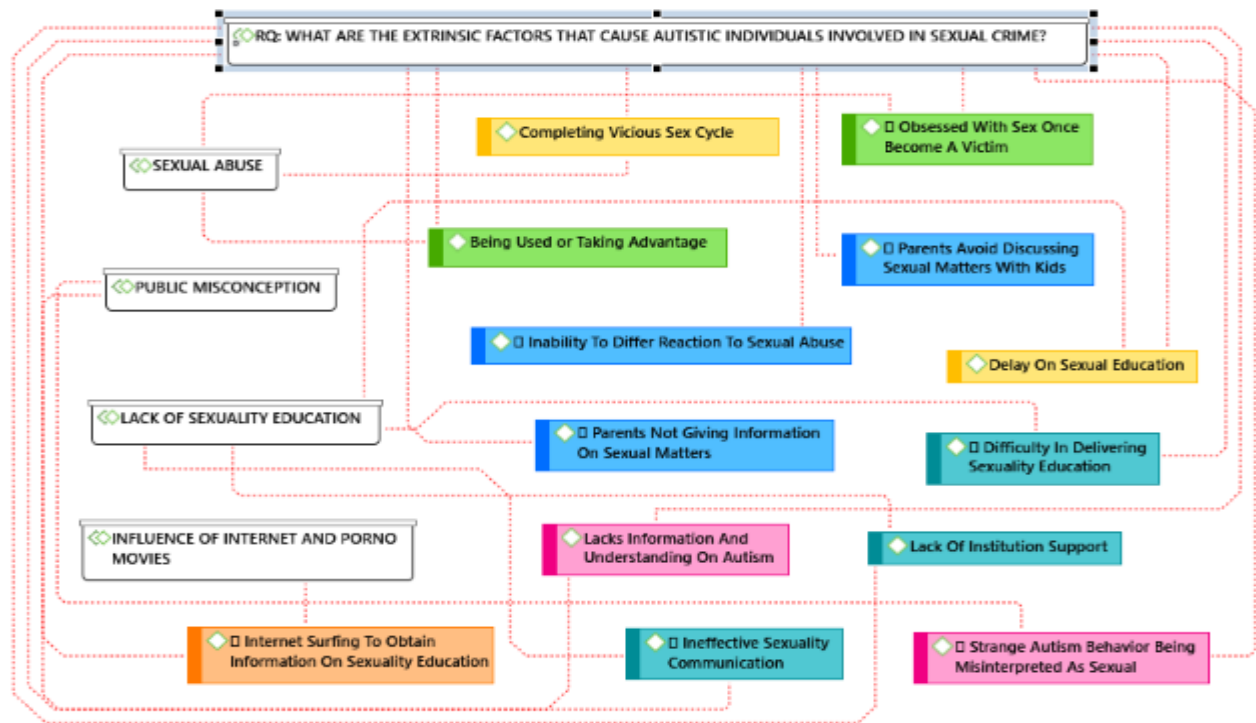 RQ: WHAT ARE THE EXTRINSIC FACTORS THAT CAUSE AUTISTIC INDIVIDUALS INVOLVED IN SEXUAL CRIME?
Completing Vicious Sex Cycle
Obsessed With Sex Once
Become A Victim
SEXUAL ABUSE
Being Used or Taking Advantage
Parents Avoid Discussing
Sexual Matters With Kids
PUBLIC MISCONCEPTION
Inability To Differ Reaction To Sexual Abuse
Delay On Sexual Education
LACK OF SEXUALITY EDUCATION
Parents Not Giving Information
On Sexual Matters
Difficulty In Delivering
Sexuality Education
INFLUENCE OF INTERNET AND PORNO
MOVIES
Lacks Information And
Understanding On Autism
Lack Of Institution Support
Internet Surfing To Obtain
Information On Sexuality Education
Ineffective Sexuality
Communication
Strange Autism Behavior Being
Misinterpreted As Sexual